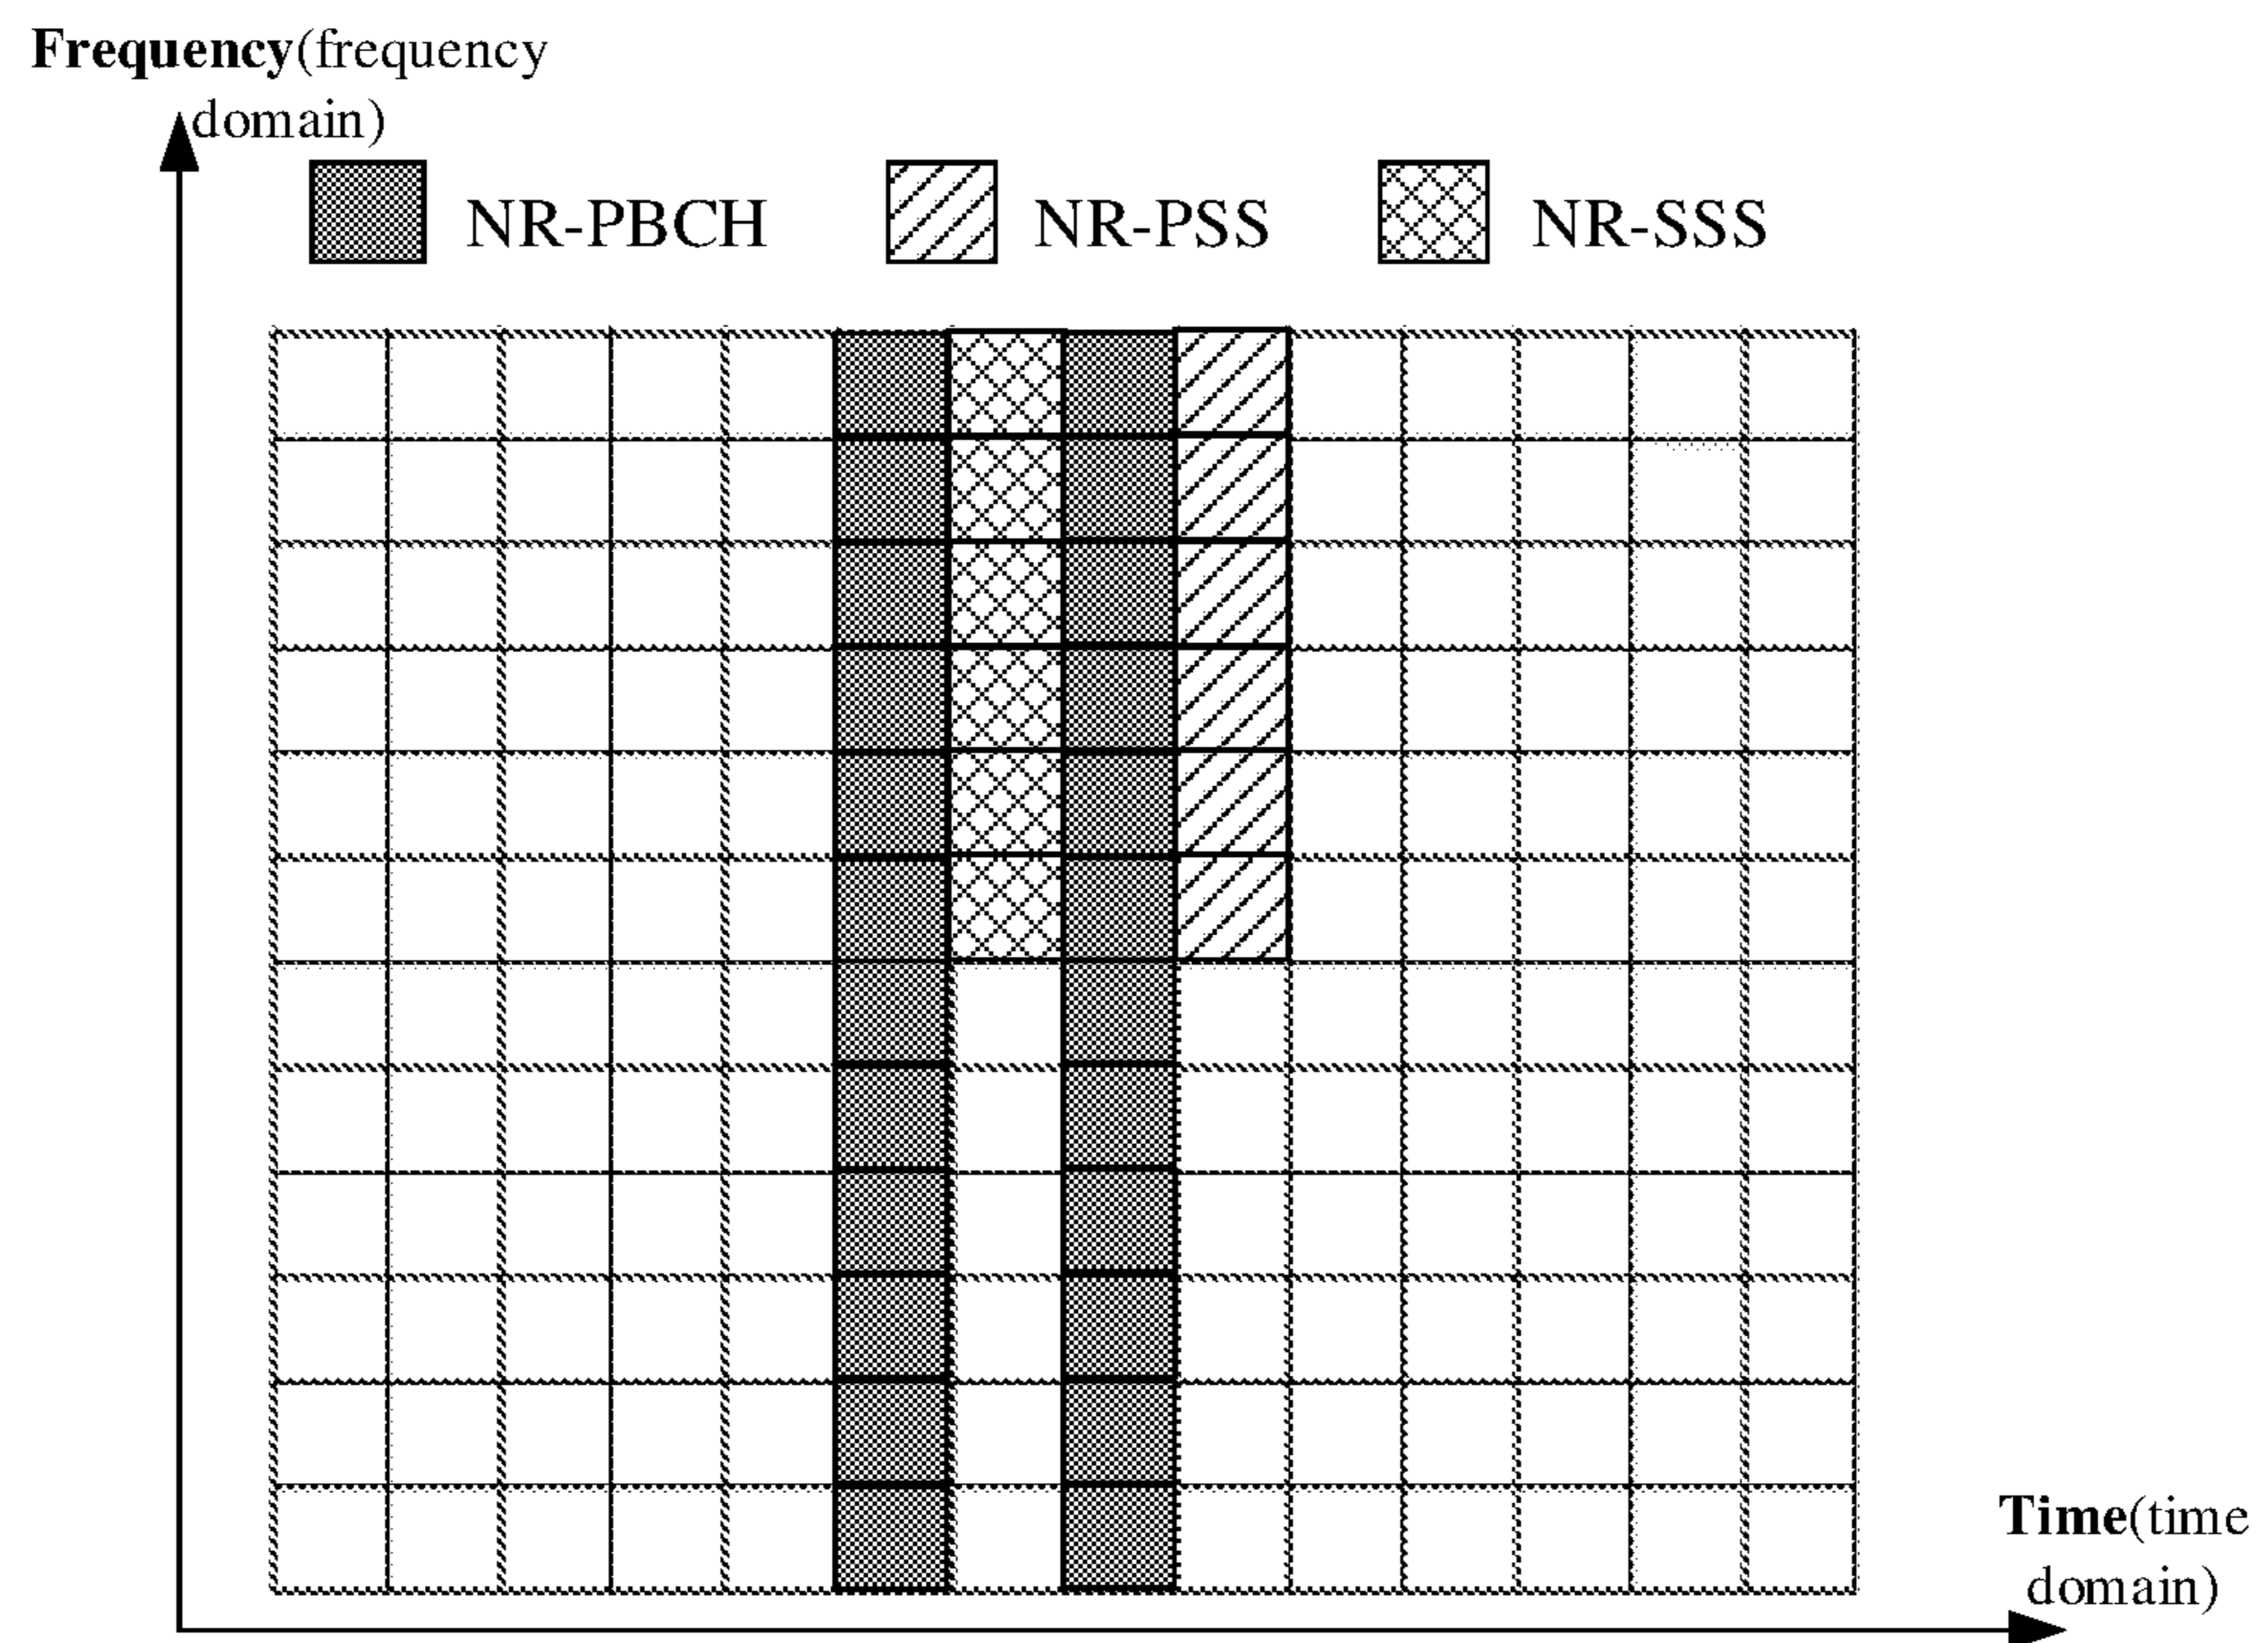 Frequency(frequency
domain)
NR-PBCH NR-PSS NR-SSS
Time(time
domain)